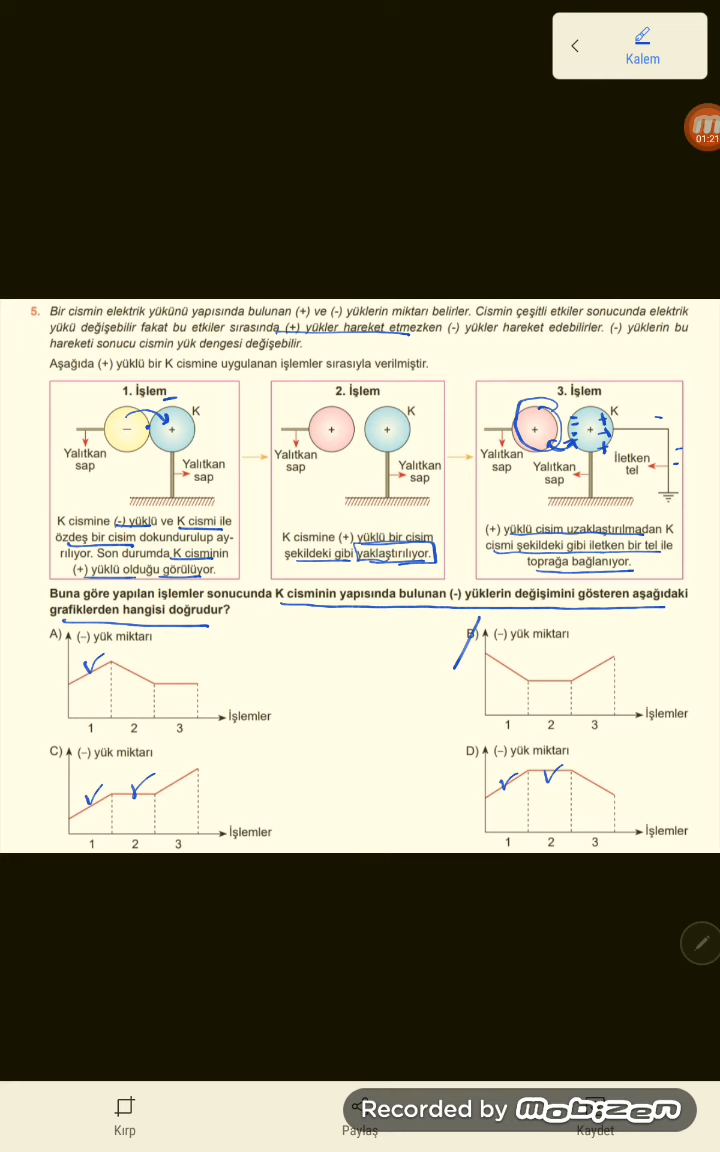 Kalem
01:21
5. Bir cismin elektrik yükünü yapısında bulunan (+) ve (-) yüklerin miktarı belirler. Cismin çeşitli etkiler sonucunda elektrik
yükü değişebilir fakat bu etkiler sırasında (+) yükler hareket etmezken (-) yükler hareket edebilirler. (-) yüklerin bu
hareketi sonucu cismin yük dengesi değişebilir.
Aşağıda (+) yüklü bir K cismine uygulanan işlemler sırasıyla verilmiştir.
1. İşlem
K
−
+
Yalıtkan
sap
Yalıtkan
sap
K cismine (-) yüklü ve K cismi ile
özdeş bir cisim dokundurulup ay-
rılıyor. Son durumda K cisminin
(+) yüklü olduğu görülüyor.
2. İşlem
K
+
+
Yalıtkan
sap
Yalıtkan
sap
K cismine (+) yüklü bir cisim
şekildeki gibi yaklaştırılıyor.
3. İşlem
K
+
+
Yalıtkan
sap
Yalıtkan
sap
İletken
tel
(+) yüklü cisim uzaklaştırılmadan K
cismi şekildeki gibi iletken bir tel ile
toprağa bağlanıyor.
Buna göre yapılan işlemler sonucunda K cisminin yapısında bulunan (-) yüklerin değişimini gösteren aşağıdaki
grafiklerden hangisi doğrudur?
A) (-) yük miktarı
İşlemler
1 2 3
B) (-) yük miktarı
İşlemler
1 2 3
C) (-) yük miktarı
İşlemler
1 2 3
D) (-) yük miktarı
İşlemler
1 2 3
Kırp
Paylaş
Kaydet
Recorded by mobizen